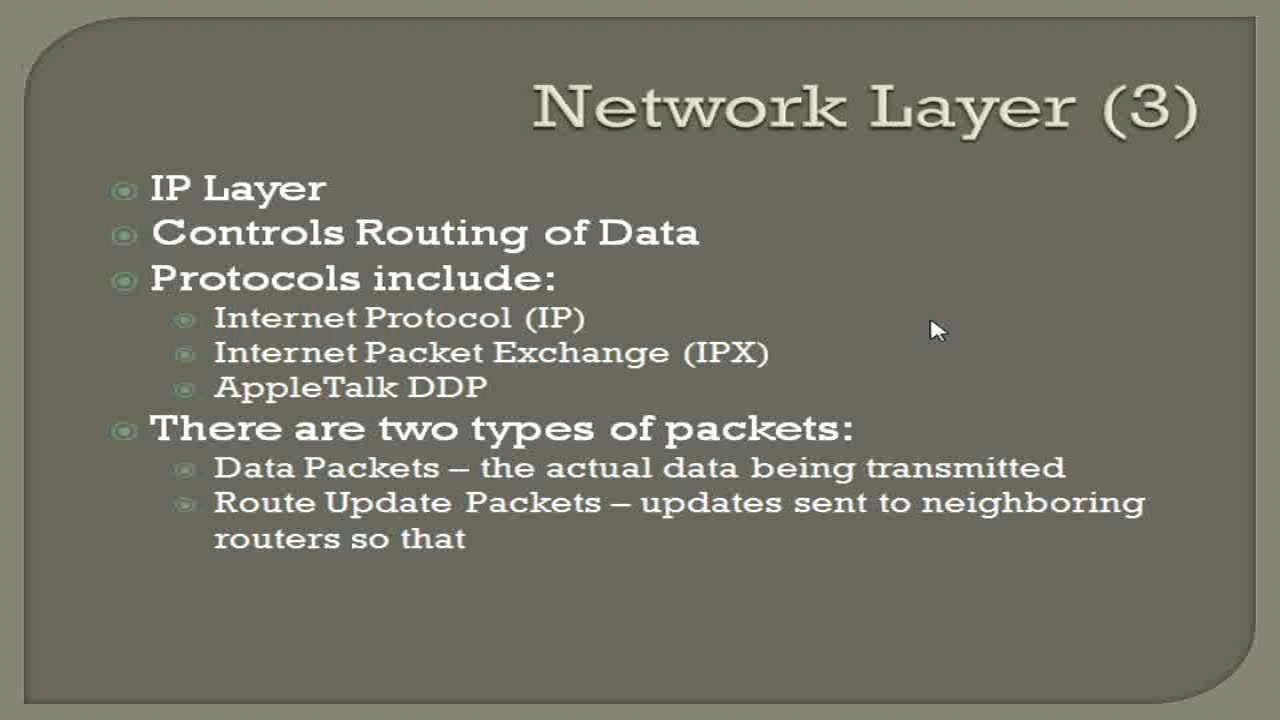 Network Layer (3)
IP Layer
Controls Routing of Data
Protocols include:
Internet Protocol (IP)
Internet Packet Exchange (IPX)
AppleTalk DDP
There are two types of packets:
Data Packets – the actual data being transmitted
Route Update Packets – updates sent to neighboring
routers so that